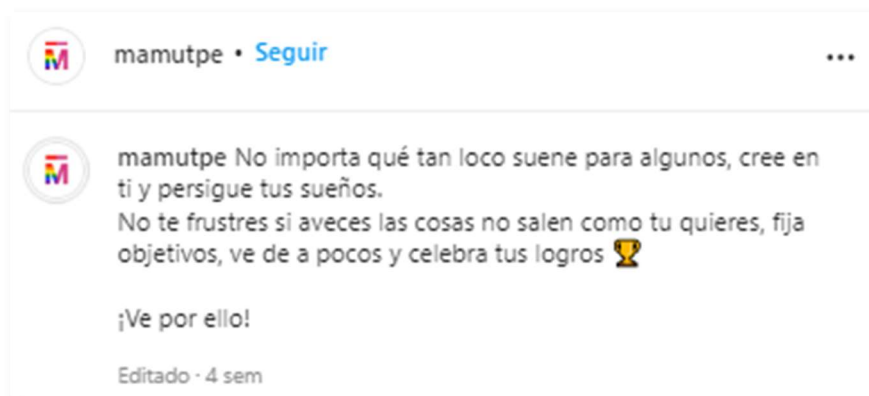 mamutpe • Seguir
mamutpe No importa qué tan loco suene para algunos, cree en
ti y persigue tus sueños.
No te frustres si aveces las cosas no salen como tu quieres, fija
objetivos, ve de a pocos y celebra tus logros 🏆
¡Ve por ello!
Editado · 4 sem